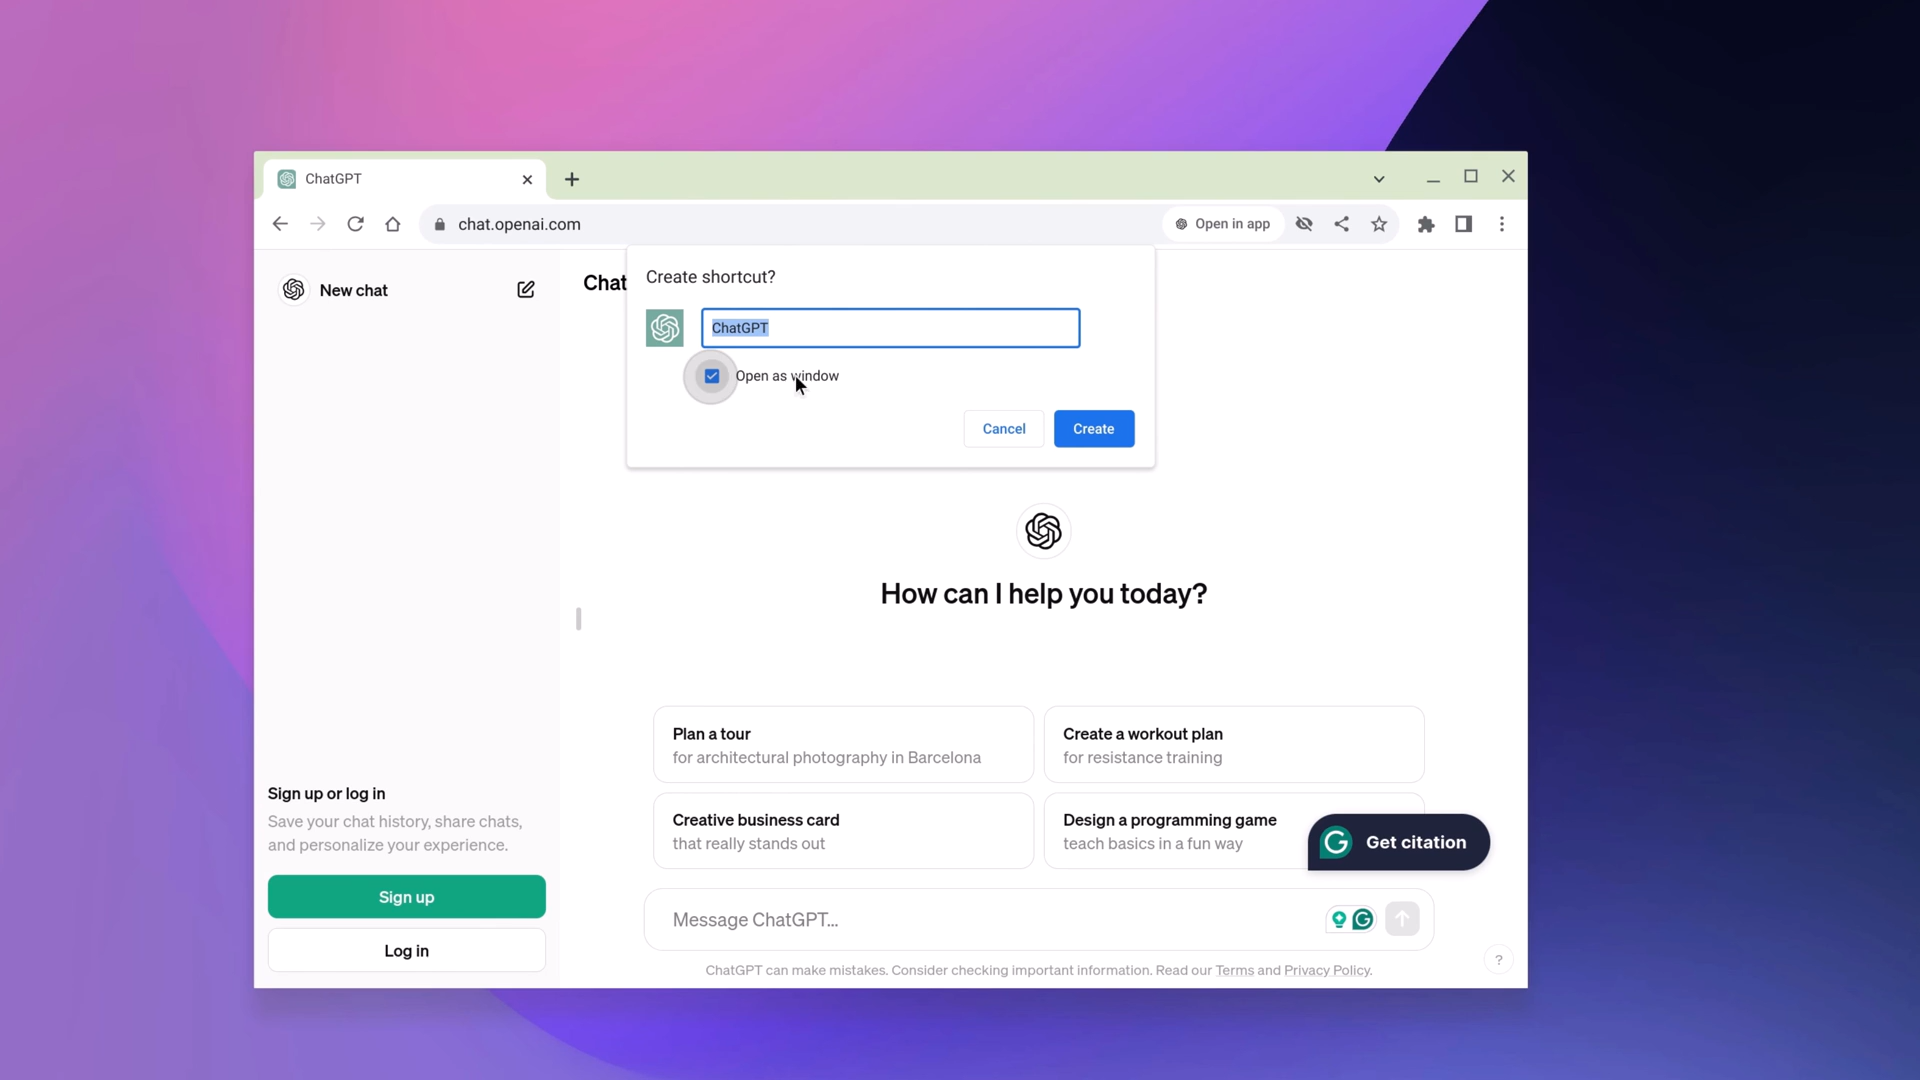 ChatGPT
chat.openai.com
Open in app
New chat
Chat
Create shortcut?
ChatGPT
Open as window
Cancel
Create
How can I help you today?
Plan a tour
for architectural photography in Barcelona
Create a workout plan
for resistance training
Creative business card
that really stands out
Design a programming game
teach basics in a fun way
Get citation
Sign up or log in
Save your chat history, share chats,
and personalize your experience.
Sign up
Log in
Message ChatGPT...
ChatGPT can make mistakes. Consider checking important information. Read our Terms and Privacy Policy.
?